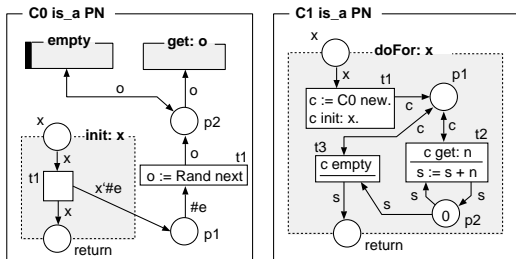 C0 is_a PN
empty
get: o
o
o
p2
x
init: x
x
t1
o
t1
x‘#e
o := Rand next
x
#e
p1
return
C1 is_a PN
x
doFor: x
x
t1
p1
c := C0 new.
c init: x.
c
c
c
t2
t3
c empty
c get: n
s := s + n
s
s
s
s
0
p2
return